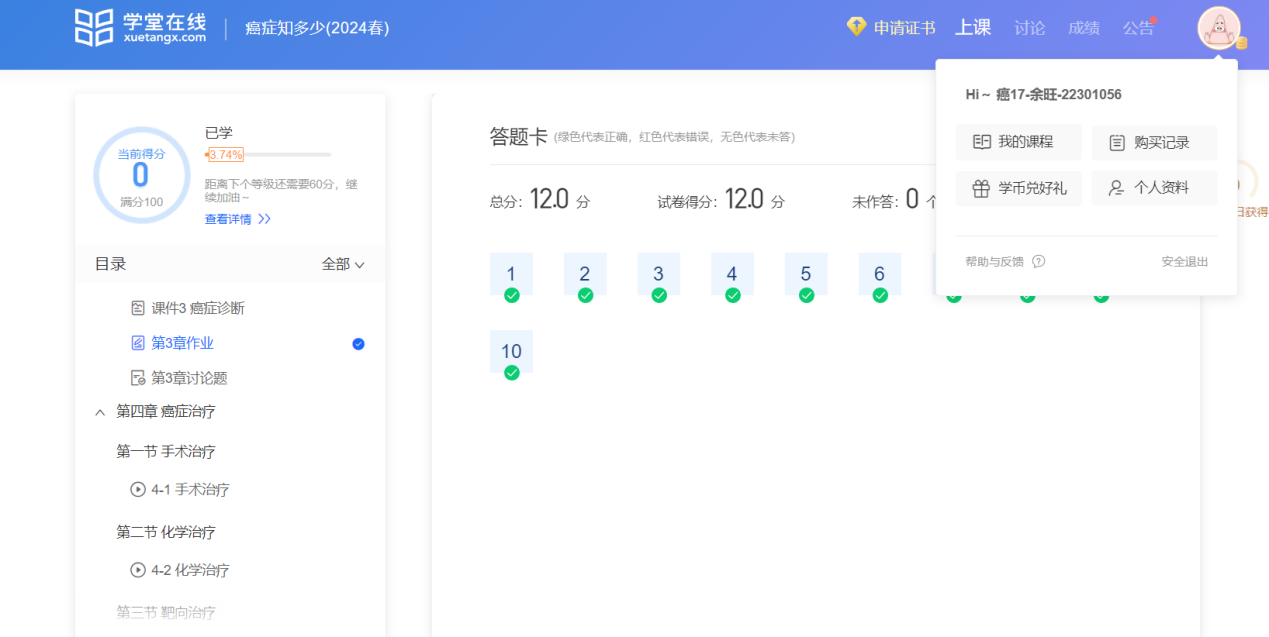 学堂在线
xuetangx.com
癌症知多少(2024春)
申请证书
上课
讨论
成绩
公告
Hi ~ 癌17-余旺-22301056
我的课程
购买记录
学币兑好礼
个人资料
帮助与反馈
安全退出
日获得
当前得分
0
满分100
已学
3.74%
距离下个等级还需要60分，继
续加油～
查看详情
目录
全部
课件3 癌症诊断
第3章作业
第3章讨论题
第四章 癌症治疗
第一节 手术治疗
4-1 手术治疗
第二节 化学治疗
4-2 化学治疗
第三节 靶向治疗
答题卡 (绿色代表正确，红色代表错误，无色代表未答)
总分： 12.0 分
试卷得分： 12.0 分
未作答： 0 个
1
2
3
4
5
6
10